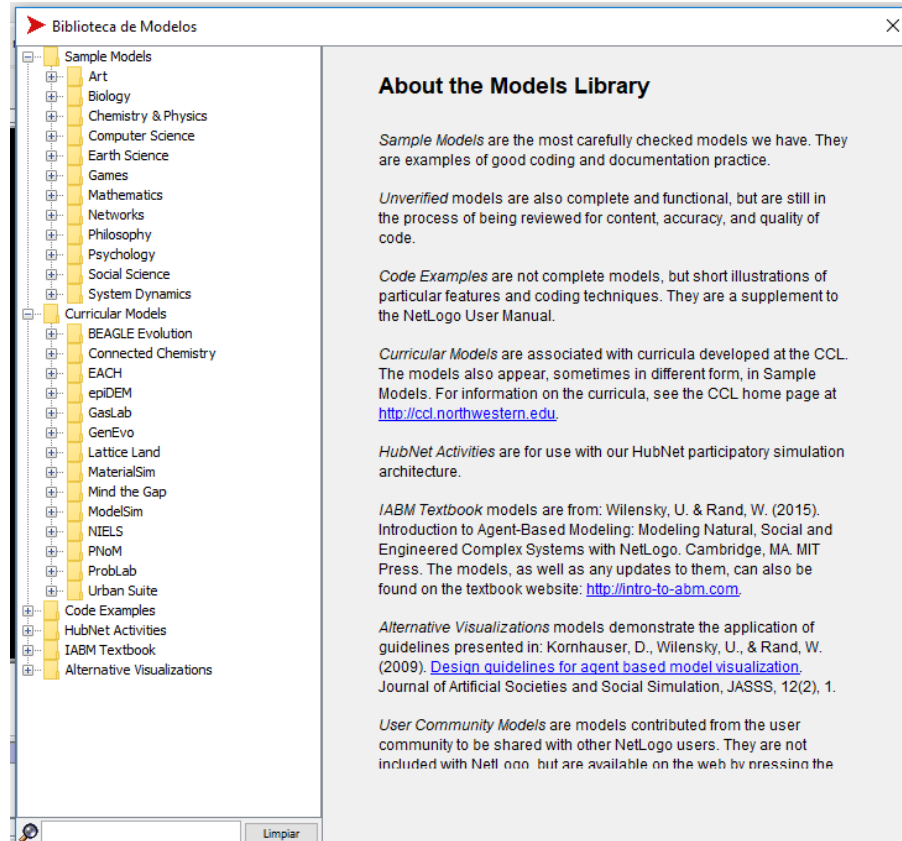 Biblioteca de Modelos
Sample Models
Art
Biology
Chemistry & Physics
Computer Science
Earth Science
Games
Mathematics
Networks
Philosophy
Psychology
Social Science
System Dynamics
Curricular Models
BEAGLE Evolution
Connected Chemistry
EACH
epiDEM
GasLab
GenEvo
Lattice Land
MaterialSim
Mind the Gap
ModelSim
NIELS
PNoM
ProbLab
Urban Suite
Code Examples
HubNet Activities
IABM Textbook
Alternative Visualizations
Limpiar
About the Models Library
Sample Models are the most carefully checked models we have. They
are examples of good coding and documentation practice.
Unverified models are also complete and functional, but are still in
the process of being reviewed for content, accuracy, and quality of
code.
Code Examples are not complete models, but short illustrations of
particular features and coding techniques. They are a supplement to
the NetLogo User Manual.
Curricular Models are associated with curricula developed at the CCL.
The models also appear, sometimes in different form, in Sample
Models. For information on the curricula, see the CCL home page at
http://ccl.northwestern.edu.
HubNet Activities are for use with our HubNet participatory simulation
architecture.
IABM Textbook models are from: Wilensky, U. & Rand, W. (2015).
Introduction to Agent-Based Modeling: Modeling Natural, Social and
Engineered Complex Systems with NetLogo. Cambridge, MA. MIT
Press. The models, as well as any updates to them, can also be
found on the textbook website: http://intro-to-abm.com.
Alternative Visualizations models demonstrate the application of
guidelines presented in: Kornhauser, D., Wilensky, U., & Rand, W.
(2009). Design guidelines for agent based model visualization.
Journal of Artificial Societies and Social Simulation, JASSS, 12(2), 1.
User Community Models are models contributed from the user
community to be shared with other NetLogo users. They are not
included with NetLogo, but are available on the web by pressing the